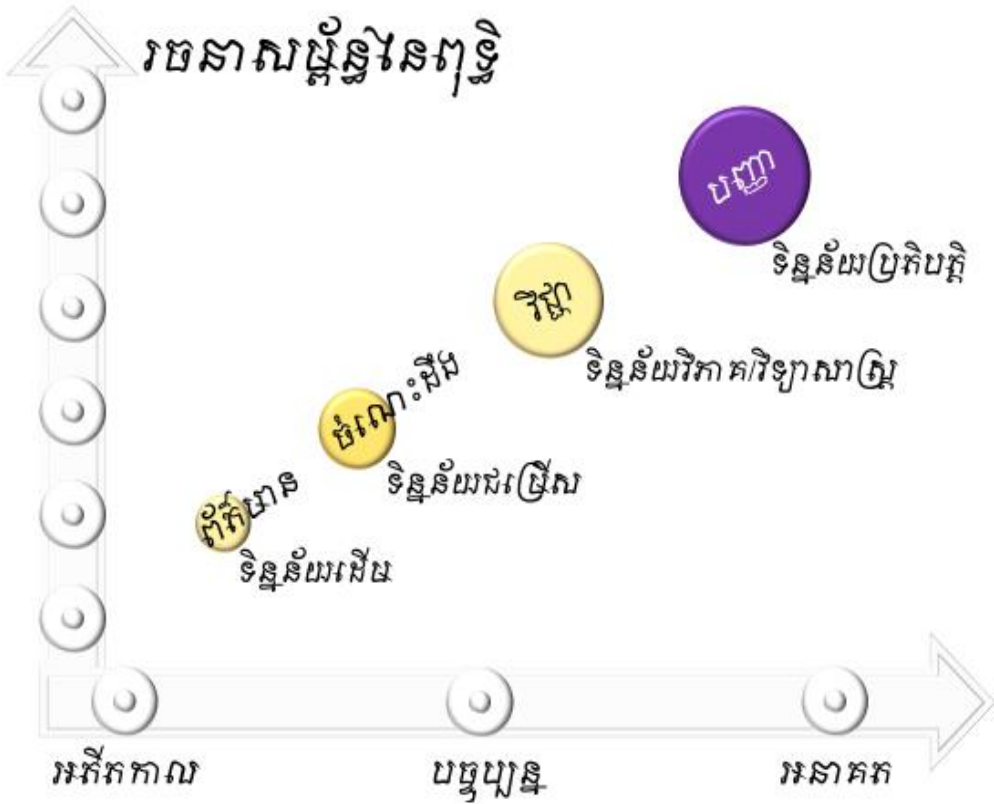 រចនាសម្ព័ន្ធនៃពុទ្ធិ
បញ្ញា
ទិន្នន័យប្រតិបត្តិ
វិជ្ជា
ទិន្នន័យវិភាគ/វិទ្យាសាស្ត្រ
ចំណេះដឹង
ទិន្នន័យជម្រើស
ព័ត៌មាន
ទិន្នន័យដើម
អតីតកាល
បច្ចុប្បន្ន
អនាគត